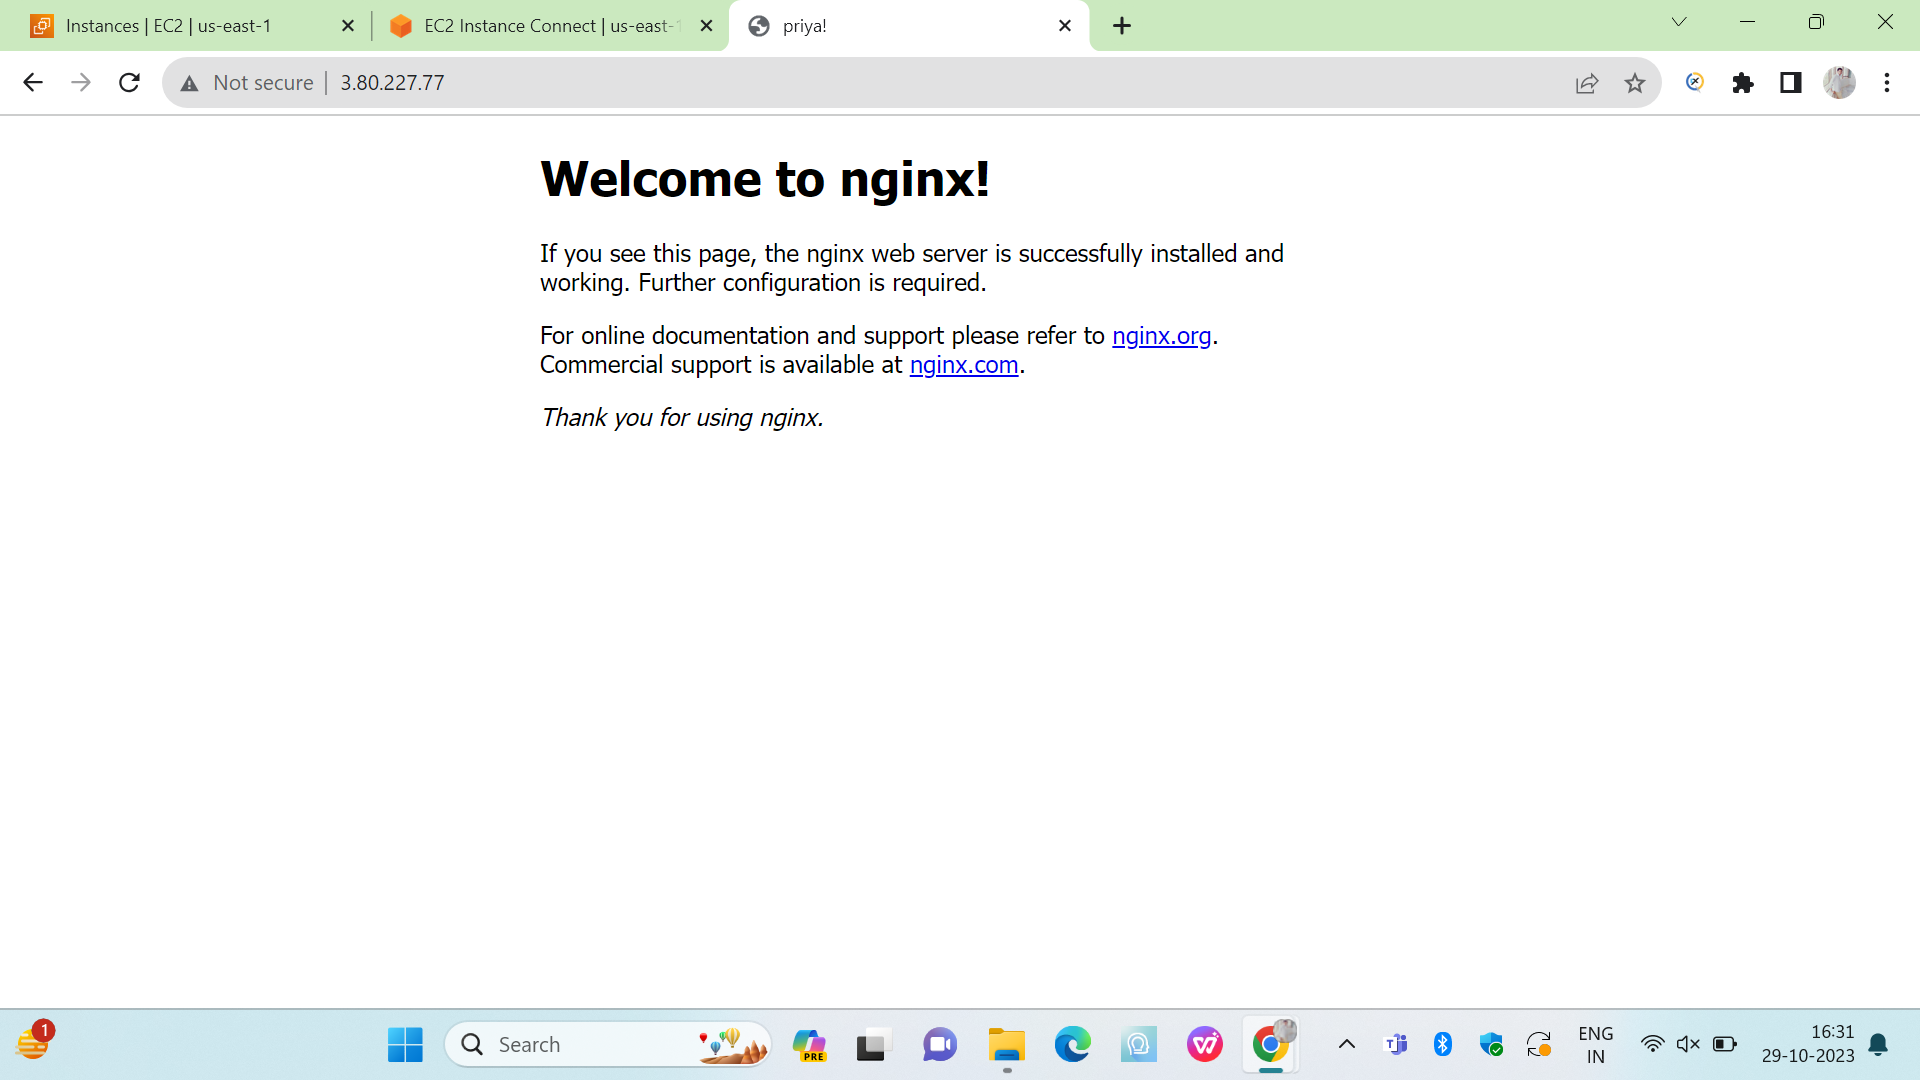 Instances | EC2 | us-east-1
EC2 Instance Connect | us-east-1
priya!
Not secure
3.80.227.77
Welcome to nginx!
If you see this page, the nginx web server is successfully installed and
working. Further configuration is required.
For online documentation and support please refer to nginx.org.
Commercial support is available at nginx.com.
Thank you for using nginx.
1
Search
PRE
ENG
IN
16:31
29-10-2023